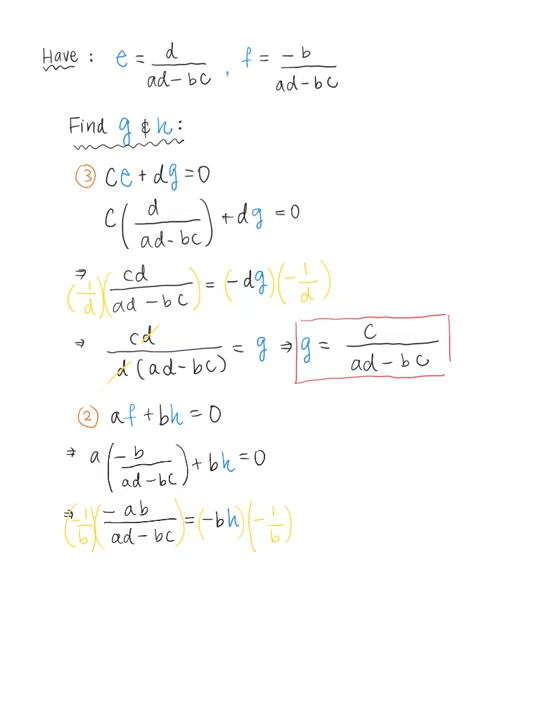 Have : e = d/(ad - bc) , f = -b/(ad - bc)
Find g & h:
③ ce + dg = 0
c(d/(ad - bc)) + dg = 0
⇒ (1/d)(cd/(ad - bc)) = (-dg)(-1/d)
⇒ cd/(d(ad - bc)) = g ⇒ g = c/(ad - bc)
② af + bh = 0
⇒ a(-b/(ad - bc)) + bh = 0
⇒ (-1/b)(-ab/(ad - bc)) = (-bh)(-1/b)